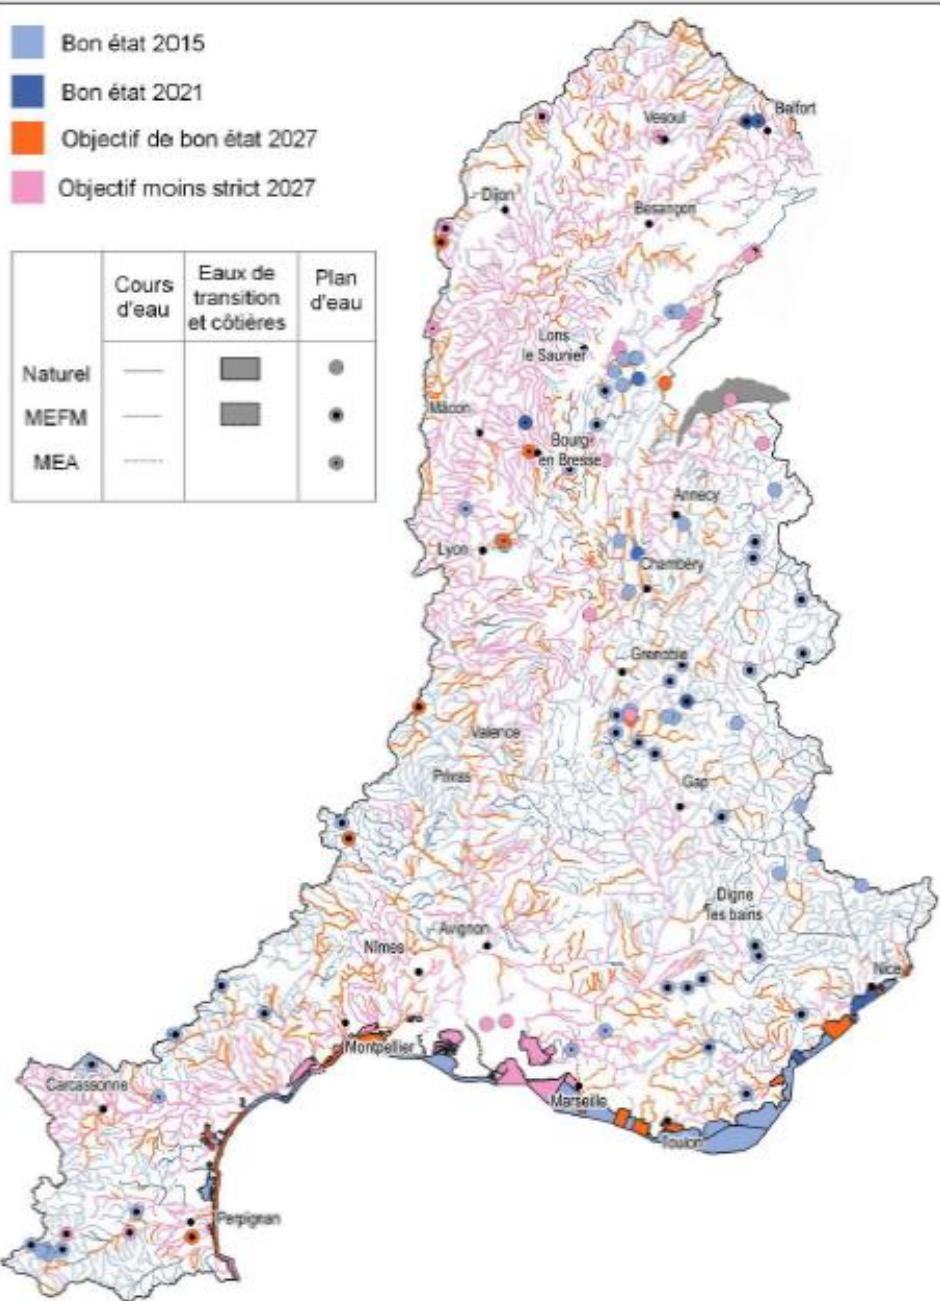 Bon état 2015
Bon état 2021
Objectif de bon état 2027
Objectif moins strict 2027
Cours d'eau
Eaux de transition et côtières
Plan d'eau
Naturel
MEFM
MEA
Belfort
Vesoul
Dijon
Besançon
Lons
le Saunier
Mâcon
Bourg
en Bresse
Annecy
Lyon
Chambéry
Grenoble
Valence
Privas
Gap
Digne
les bains
Avignon
Nîmes
Nice
Montpellier
Carcassonne
Marseille
Toulon
Perpignan